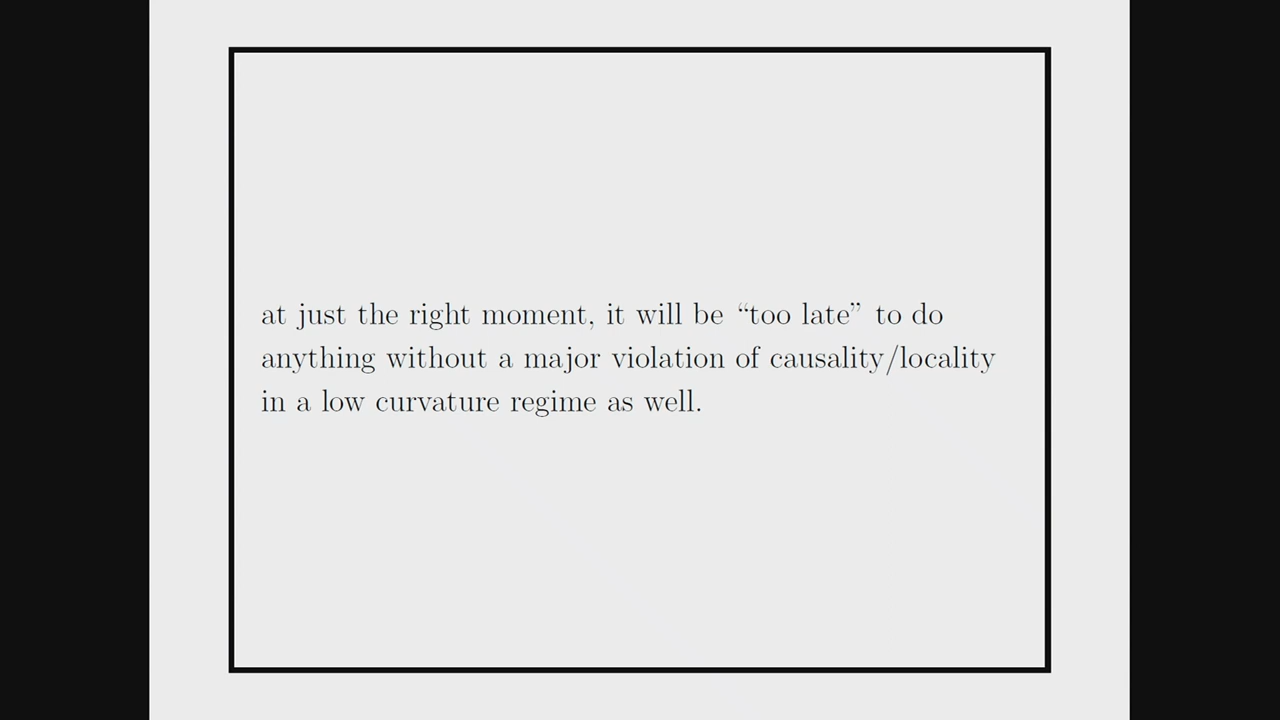 at just the right moment, it will be “too late” to do
anything without a major violation of causality/locality
in a low curvature regime as well.